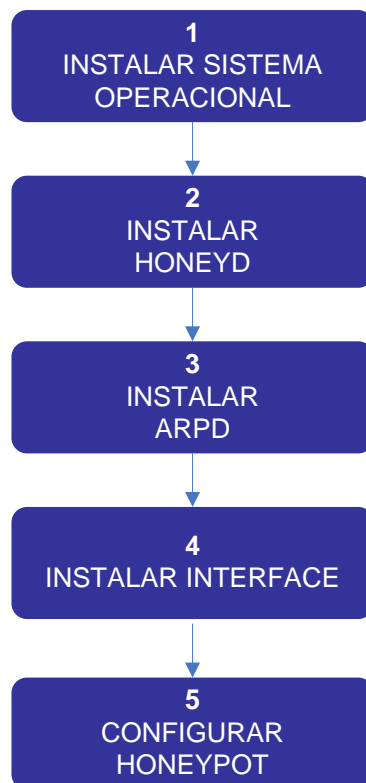 1
INSTALAR SISTEMA
OPERACIONAL
2
INSTALAR
HONEYD
3
INSTALAR
ARPD
4
INSTALAR INTERFACE
5
CONFIGURAR
HONEYPOT